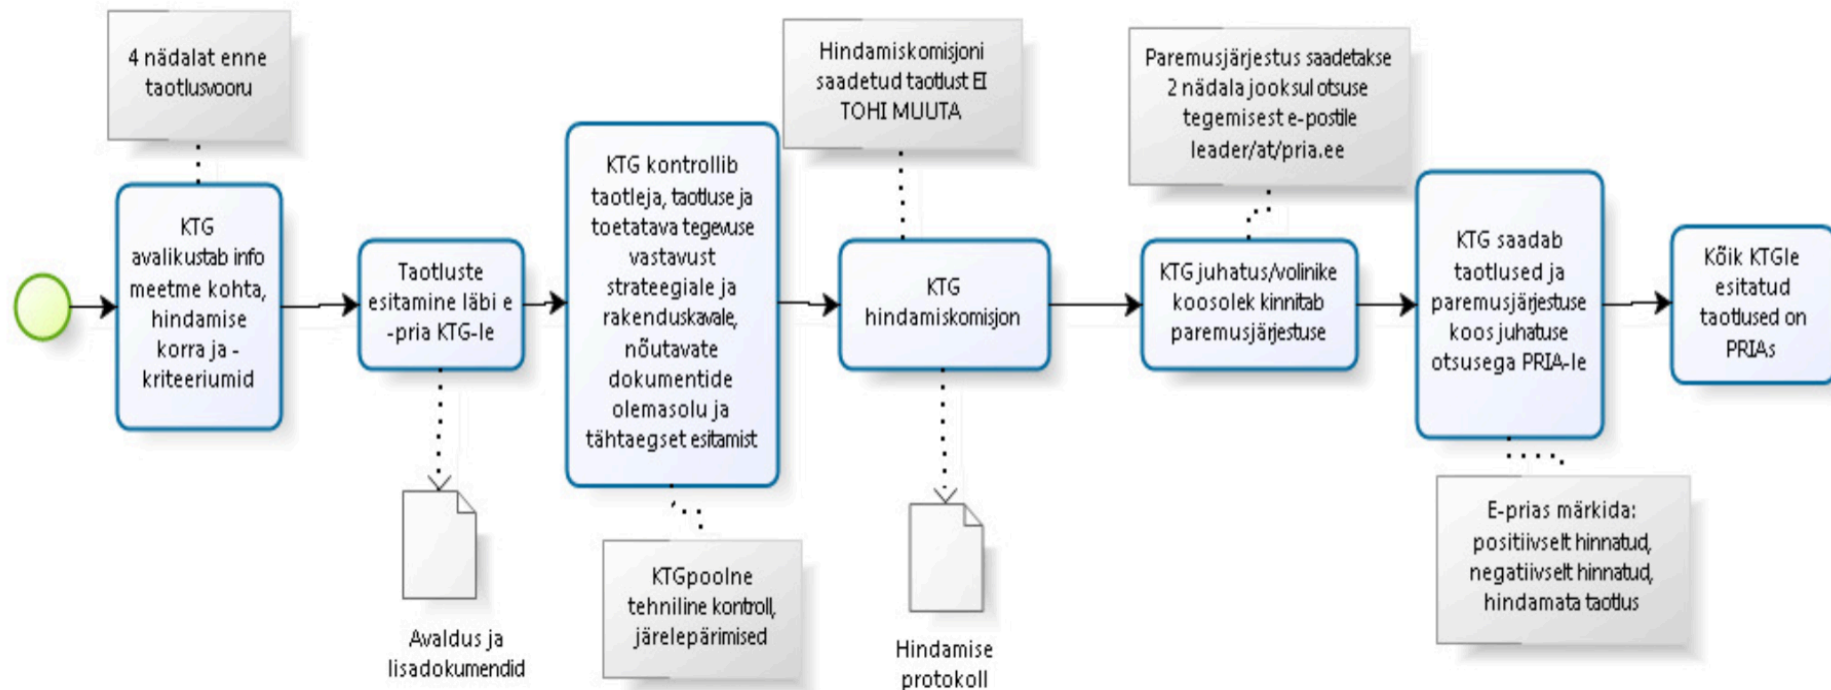 4 nädalat enne
taotlusvooru
KTG
avalikustab info
meetme kohta,
hindamise
korra ja -
kriteeriumid
Taotluste
esitamine läbi e
-pria KTG-le
Avaldus ja
lisadokumendid
KTG kontrollib
taotleja, taotluse ja
toetatava tegevuse
vastavust
strateegiale ja
rakenduskavale,
nõutavate
dokumentide
olemasolu ja
tähtaegset esitamist
KTGpoolne
tehniline kontroll,
järelepärimised
Hindamiskomisjoni
saadetud taotlust EI
TOHI MUUTA
KTG
hindamiskomisjon
Hindamise
protokoll
Paremusjärjestus saadetakse
2 nädala jooksul otsuse
tegemisest e-postile
leader/at/pria.ee
KTG juhatus/volinike
koosolek kinnitab
paremusjärjestuse
KTG saadab
taotlused ja
paremusjärjestuse
koos juhatuse
otsusega PRIA-le
E-prias märkida:
positiivselt hinnatud,
negatiivselt hinnatud,
hindamata taotlus
Kõik KTGle
esitatud
taotlused on
PRIAs